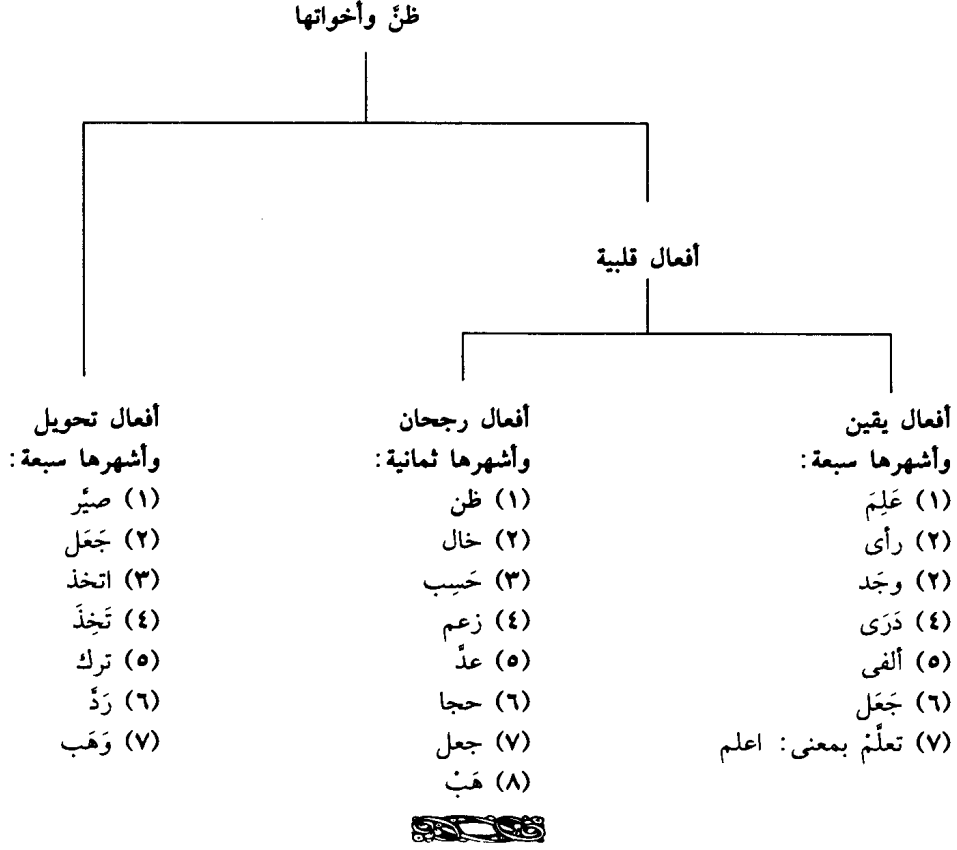 ظنَّ وأخواتها
أفعال قلبية
أفعال يقين
وأشهرها سبعة:
(١) عَلِمَ
(٢) رأى
(٢) وجَد
(٤) دَرَى
(٥) ألفى
(٦) جَعَل
(٧) تعلَّمْ بمعنى: اعلم
أفعال رجحان
وأشهرها ثمانية:
(١) ظن
(٢) خال
(٣) حَسِب
(٤) زعم
(٥) عدَّ
(٦) حجا
(٧) جعل
(٨) هَبْ
أفعال تحويل
وأشهرها سبعة:
(١) صيَّر
(٢) جَعَل
(٣) اتخذ
(٤) تَخِذَ
(٥) ترك
(٦) رَدَّ
(٧) وَهَب